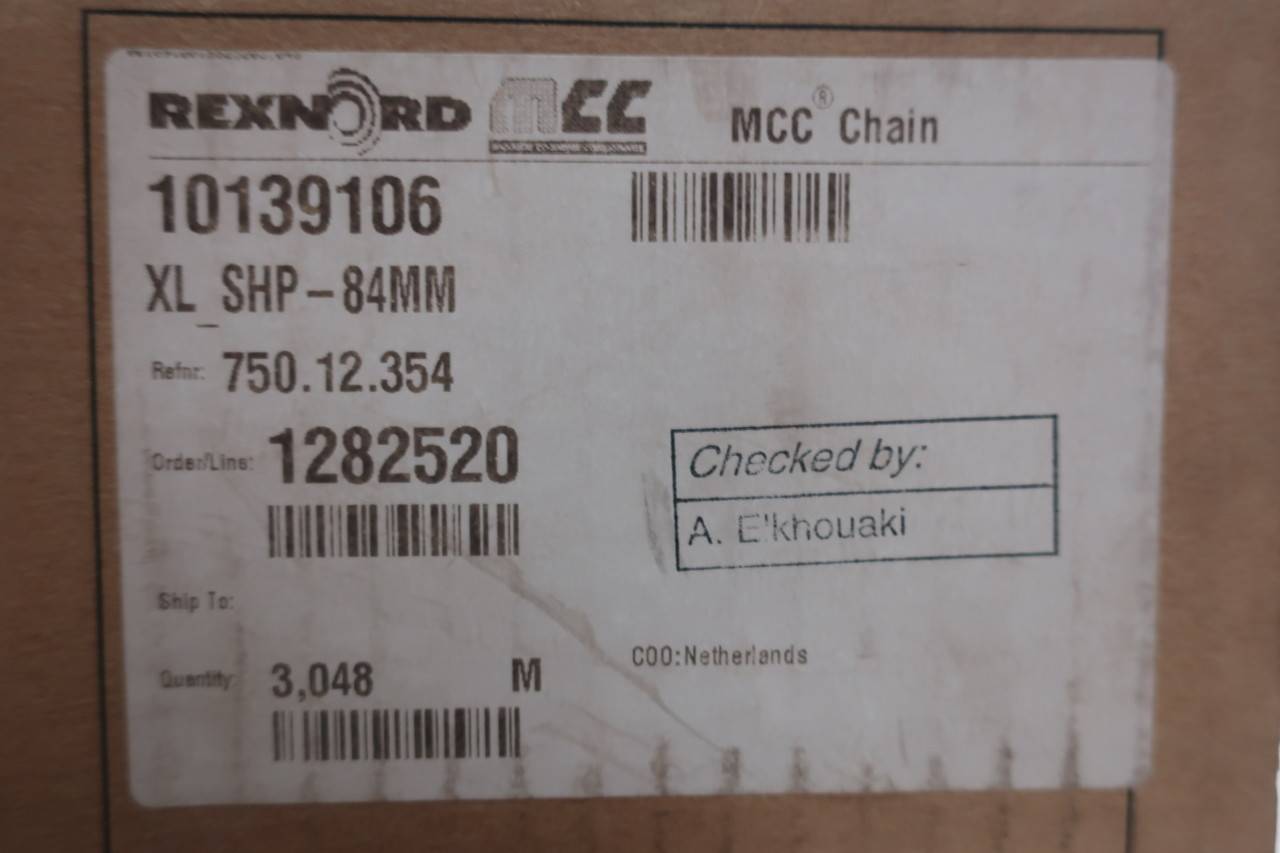 REXNORD MCC MCC® Chain
10139106
XL_SHP-84MM
Refnr: 750.12.354
Order/Line: 1282520
Checked by:
A. E'khouaki
Ship To:
COO:Netherlands
Quantity: 3,048 M